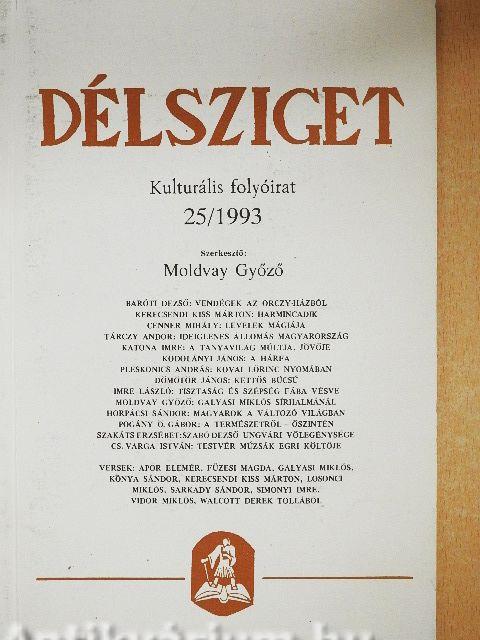 DÉLSZIGET
Kulturális folyóirat
25/1993
Szerkesztő:
Moldvay Győző
BARÓTI DEZSŐ: VENDÉGEK AZ ORCZY-HÁZBÓL
KERECSENDI KISS MÁRTON: HARMINCADIK
CENNER MIHÁLY: LEVELEK MÁGIÁJA
TÁRCZY ANDOR: IDEIGLENES ÁLLOMÁS MAGYARORSZÁG
KATONA IMRE: A TANYAVILÁG MÚLTJA, JÖVŐJE
KODOLÁNYI JÁNOS: A HÁRFA
PLESKONICS ANDRÁS: KOVAI LŐRINC NYOMÁBAN
DÖMÖTÖR JÁNOS: KETTŐS BÚCSÚ
IMRE LÁSZLÓ: TISZTASÁG ÉS SZÉPSÉG FÁBA VÉSVE
MOLDVAY GYŐZŐ: GALYASI MIKLÓS SÍRHALMÁNÁL
HORPÁCSI SÁNDOR: MAGYAROK A VÁLTOZÓ VILÁGBAN
POGÁNY Ö. GÁBOR: A TERMÉSZETRŐL – ŐSZINTÉN
SZAKÁTS ERZSÉBET: SZABÓ DEZSŐ UNGVÁRI VŐLEGÉNYSÉGE
CS. VARGA ISTVÁN: TESTVÉR MÚZSÁK EGRI KÖLTŐJE
VERSEK: APOR ELEMÉR, FÜZESI MAGDA, GALYASI MIKLÓS,
KÓNYA SÁNDOR, KERECSENDI KISS MÁRTON, LOSONCI
MIKLÓS, SARKADY SÁNDOR, SIMONYI IMRE,
VIDOR MIKLÓS, WALCOTT DEREK TOLLÁBÓL
Antikvárium.hu